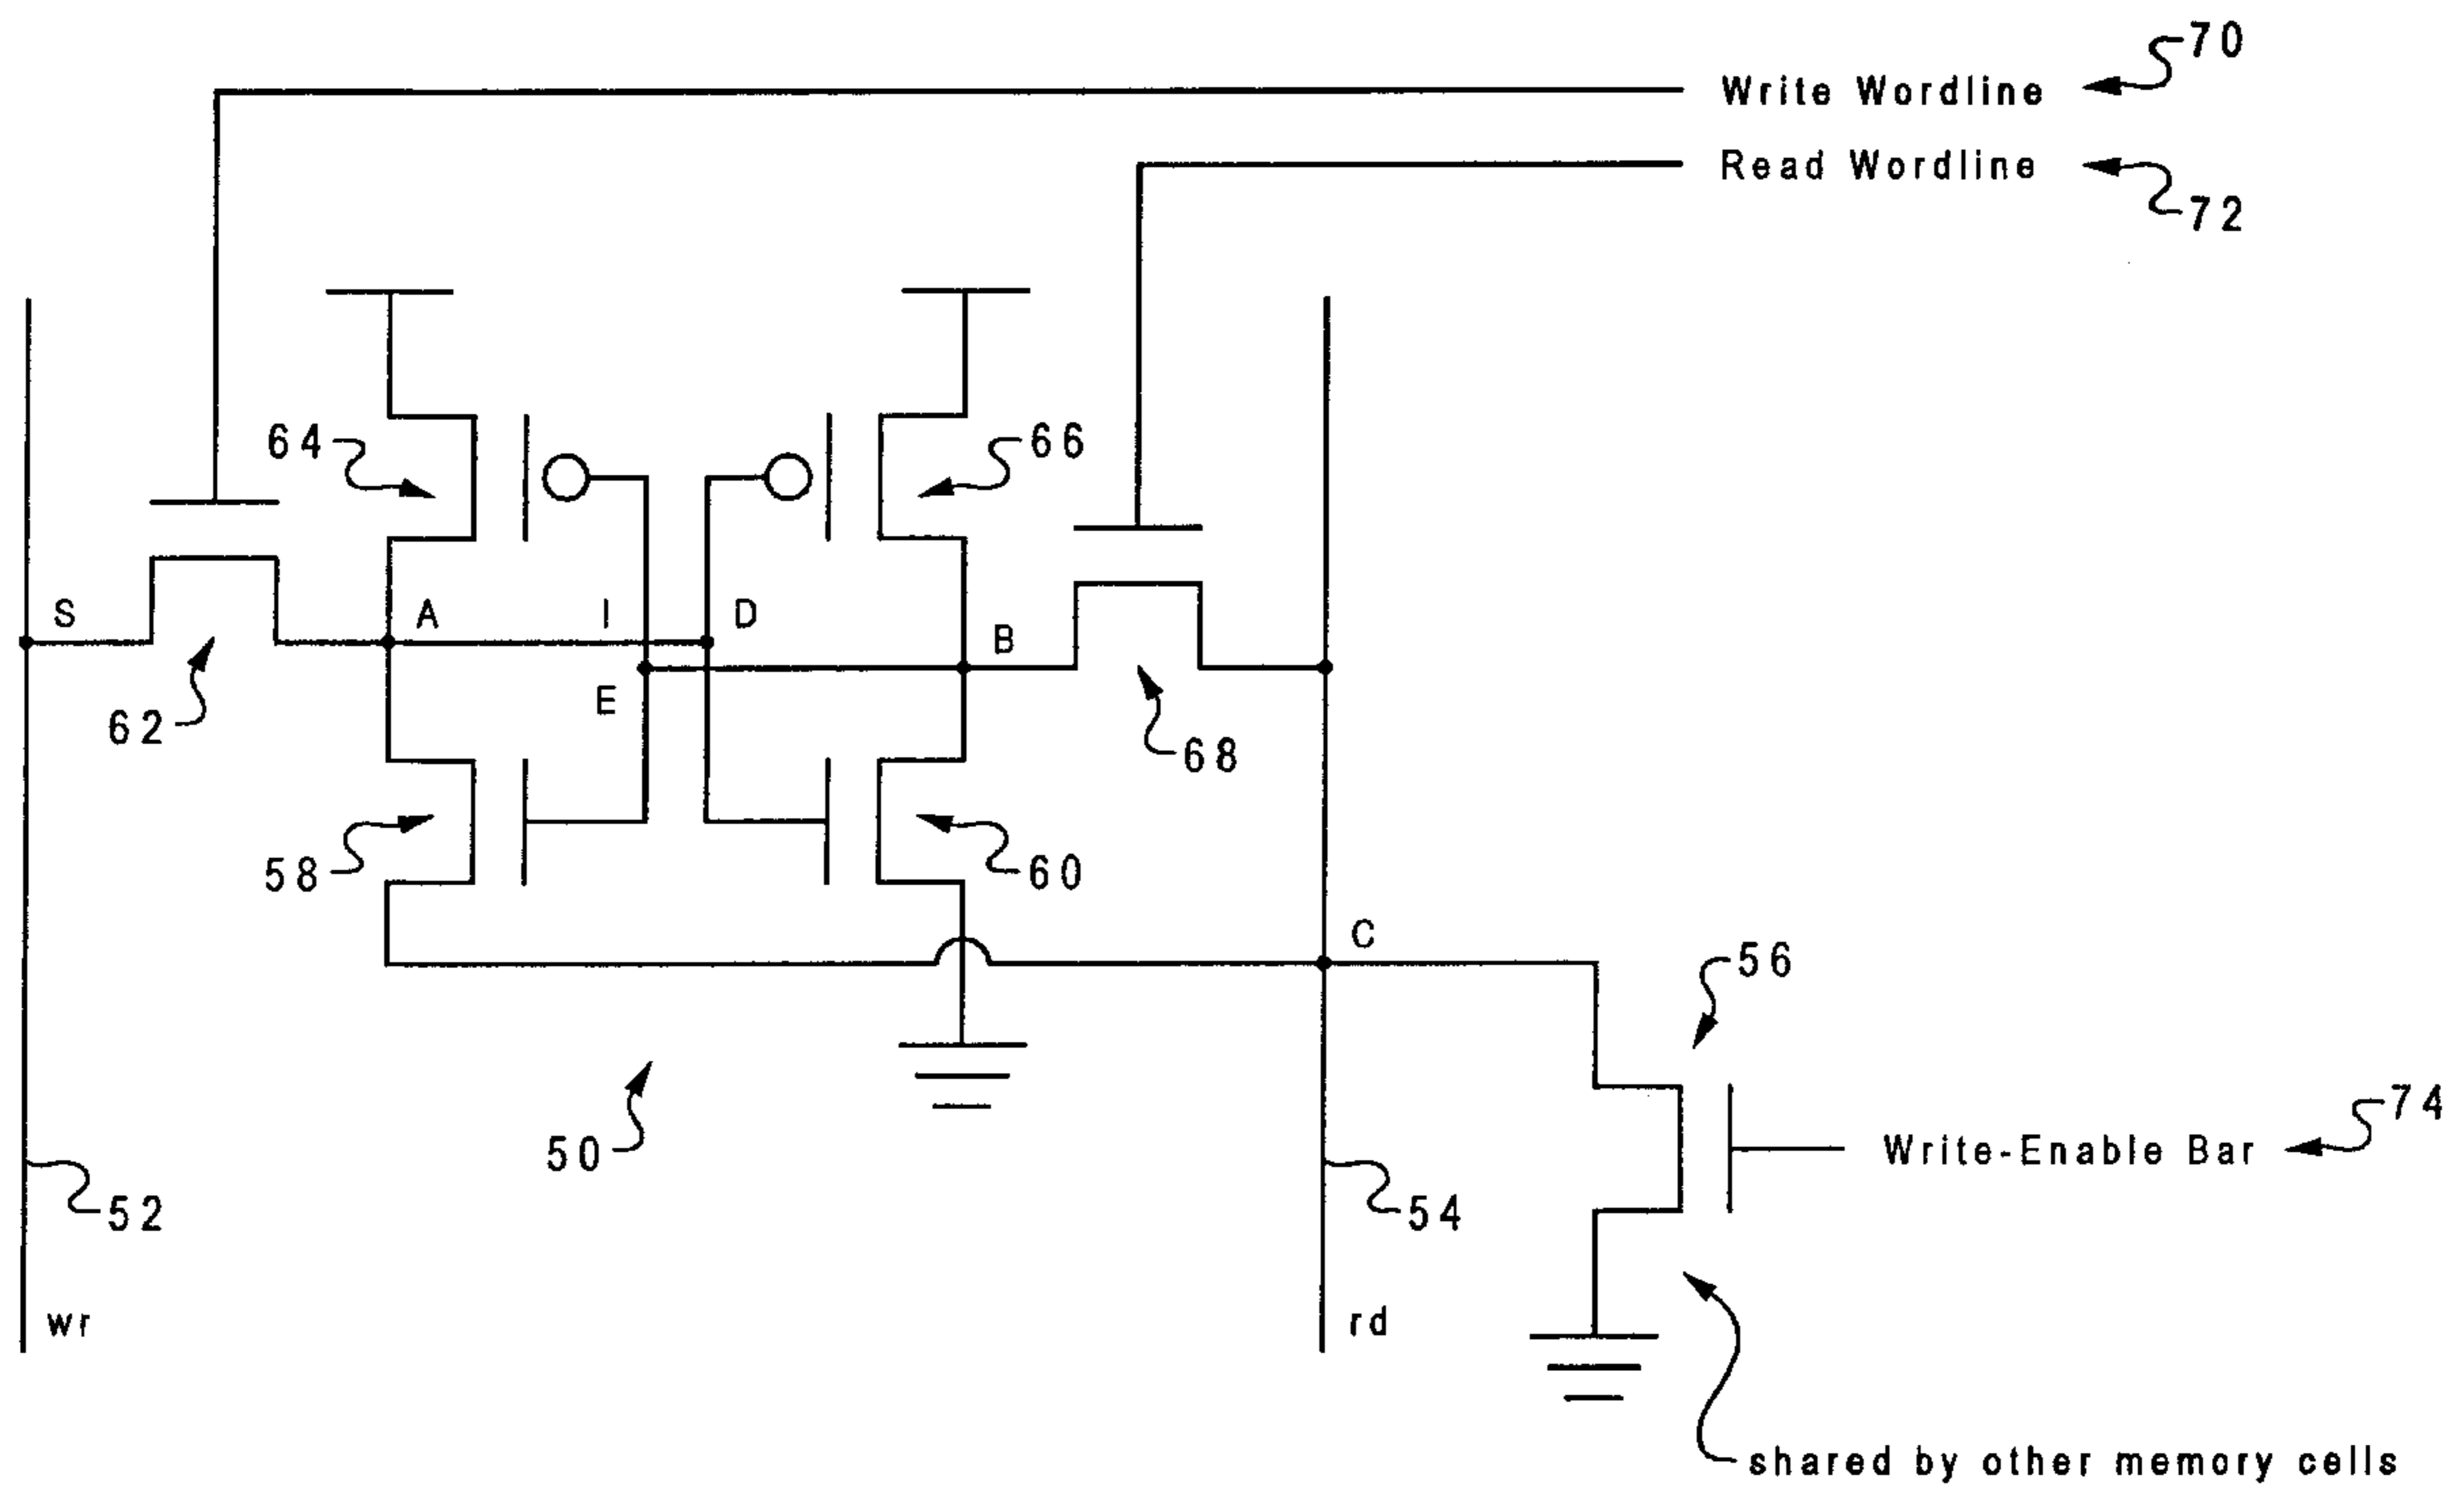 70
Write Wordline
Read Wordline
72
64
66
S
A
I
D
B
E
62
68
58
60
C
56
50
74
Write-Enable Bar
52
54
wr
rd
shared by other memory cells